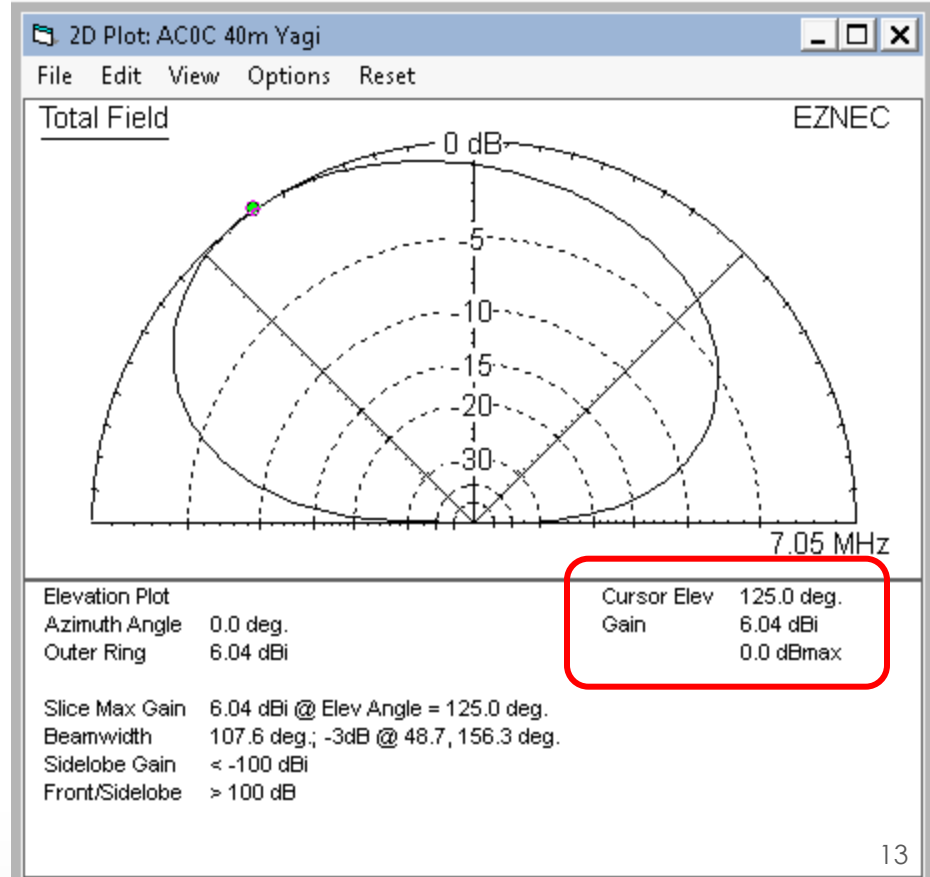 2D Plot: AC0C 40m Yagi
File Edit View Options Reset
Total Field
EZNEC
0 dB
-5
-10
-15
-20
-30
7.05 MHz
Elevation Plot
Azimuth Angle 0.0 deg.
Outer Ring 6.04 dBi
Cursor Elev 125.0 deg.
Gain 6.04 dBi
0.0 dBmax
Slice Max Gain 6.04 dBi @ Elev Angle = 125.0 deg.
Beamwidth 107.6 deg.; -3dB @ 48.7, 156.3 deg.
Sidelobe Gain < -100 dBi
Front/Sidelobe > 100 dB
13